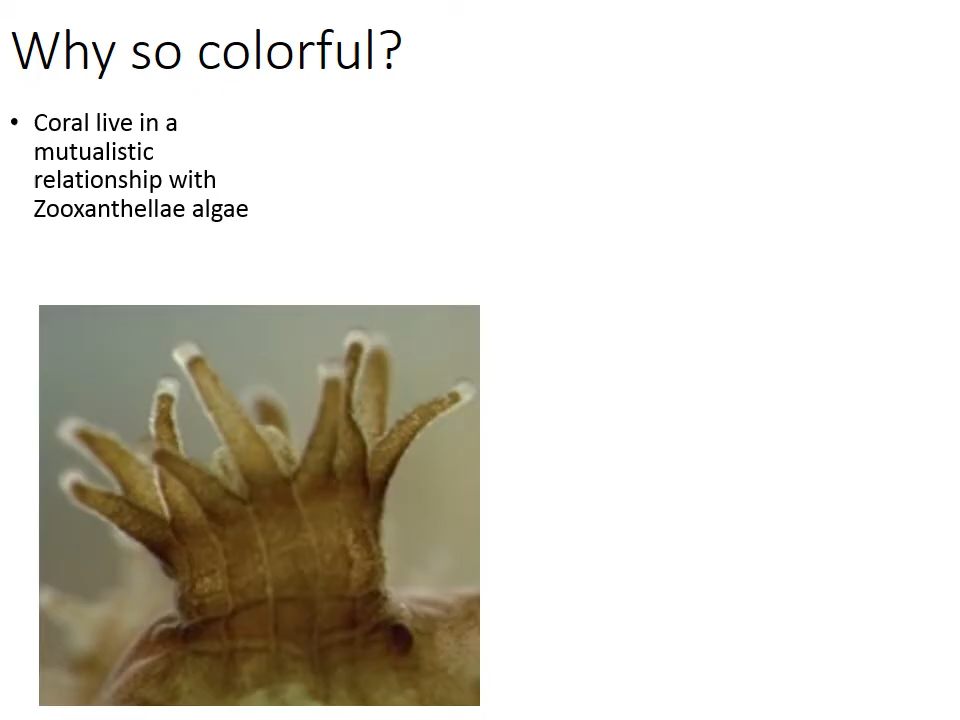 Why so colorful?
• Coral live in a
mutualistic
relationship with
Zooxanthellae algae